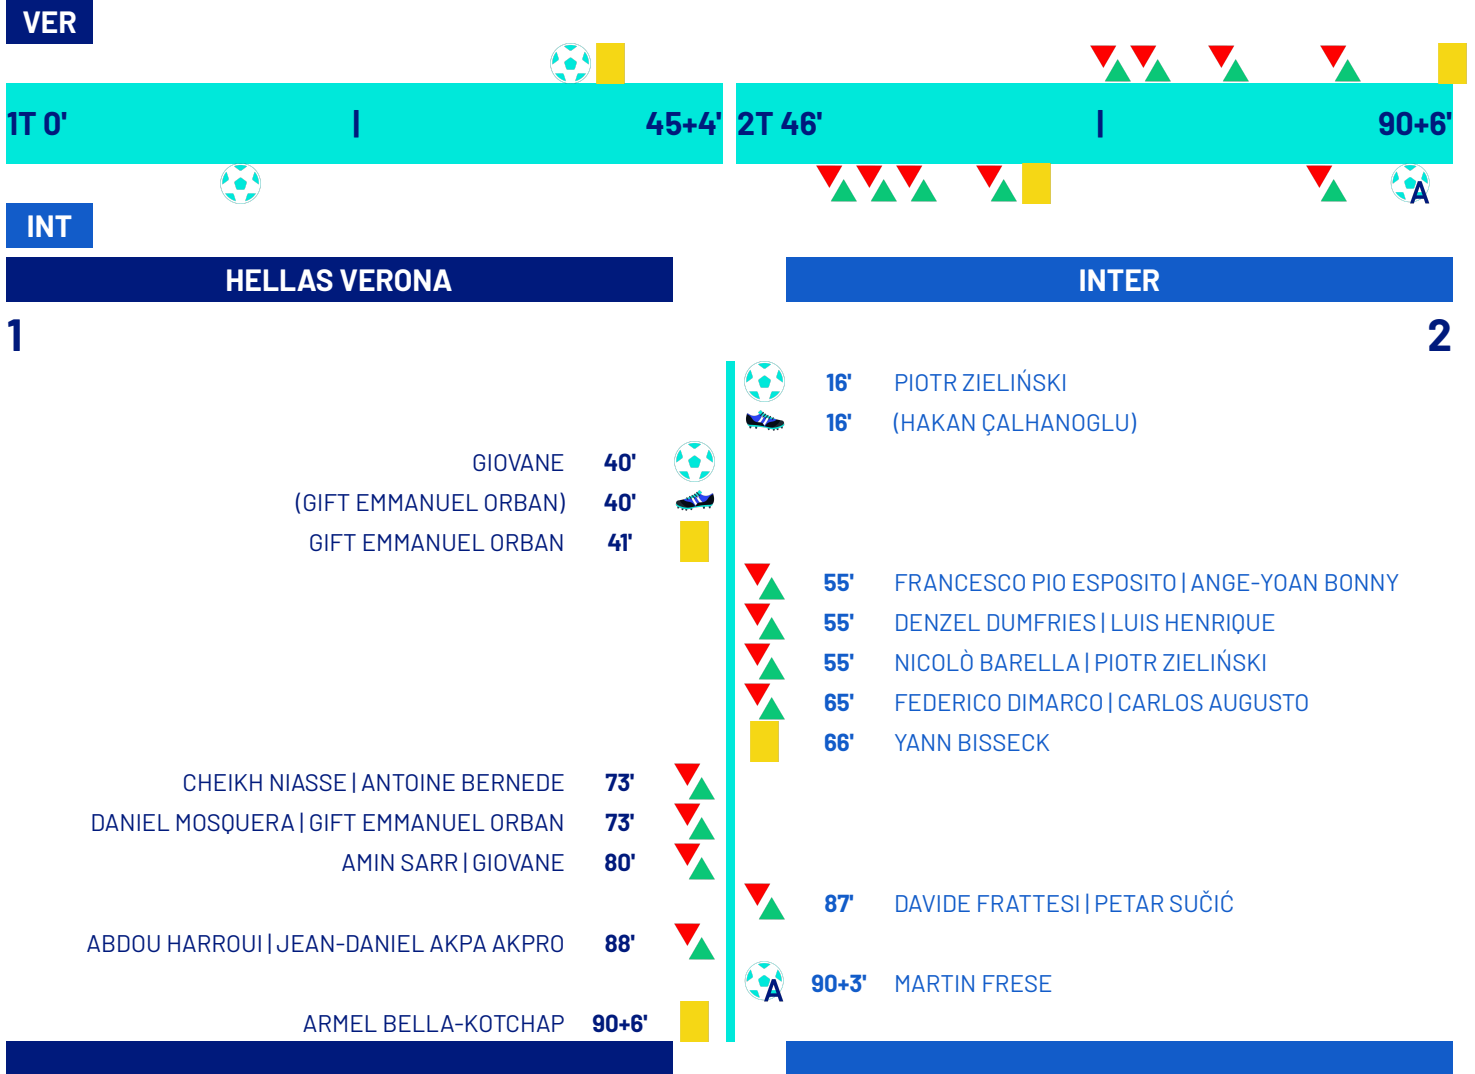 VER
1T 0' | 45+4' 2T 46' | 90+6'
A
INT
HELLAS VERONA INTER
1 2
16' PIOTR ZIELIŃSKI
16' (HAKAN ÇALHANOGLU)
GIOVANE 40'
(GIFT EMMANUEL ORBAN) 40'
GIFT EMMANUEL ORBAN 41'
55' FRANCESCO PIO ESPOSITO | ANGE-YOAN BONNY
55' DENZEL DUMFRIES | LUIS HENRIQUE
55' NICOLÒ BARELLA | PIOTR ZIELIŃSKI
65' FEDERICO DIMARCO | CARLOS AUGUSTO
66' YANN BISSECK
CHEIKH NIASSE | ANTOINE BERNEDE 73'
DANIEL MOSQUERA | GIFT EMMANUEL ORBAN 73'
AMIN SARR | GIOVANE 80'
87' DAVIDE FRATTESI | PETAR SUČIĆ
ABDOU HARROUI | JEAN-DANIEL AKPA AKPRO 88'
A 90+3' MARTIN FRESE
ARMEL BELLA-KOTCHAP 90+6'